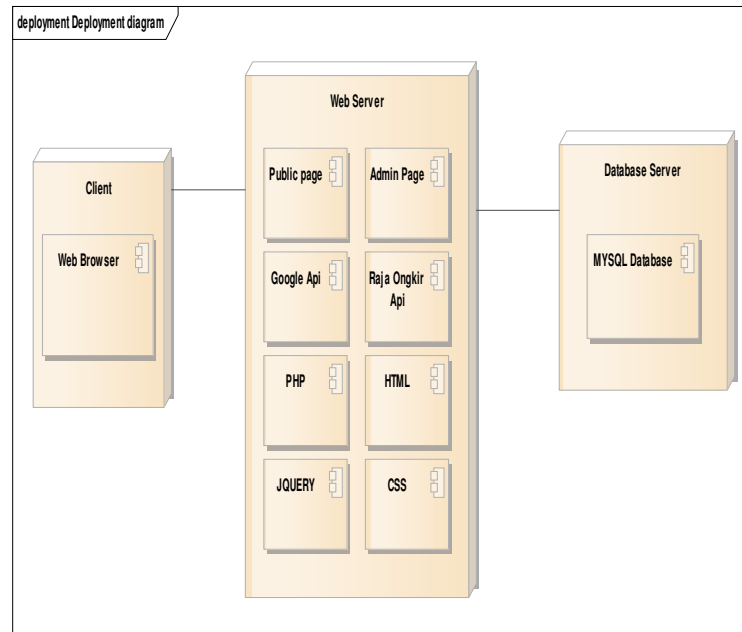 deployment Deployment diagram
Client
Web Browser
Web Server
Public page
Admin Page
Google Api
Raja Ongkir
Api
PHP
HTML
JQUERY
CSS
Database Server
MYSQL Database